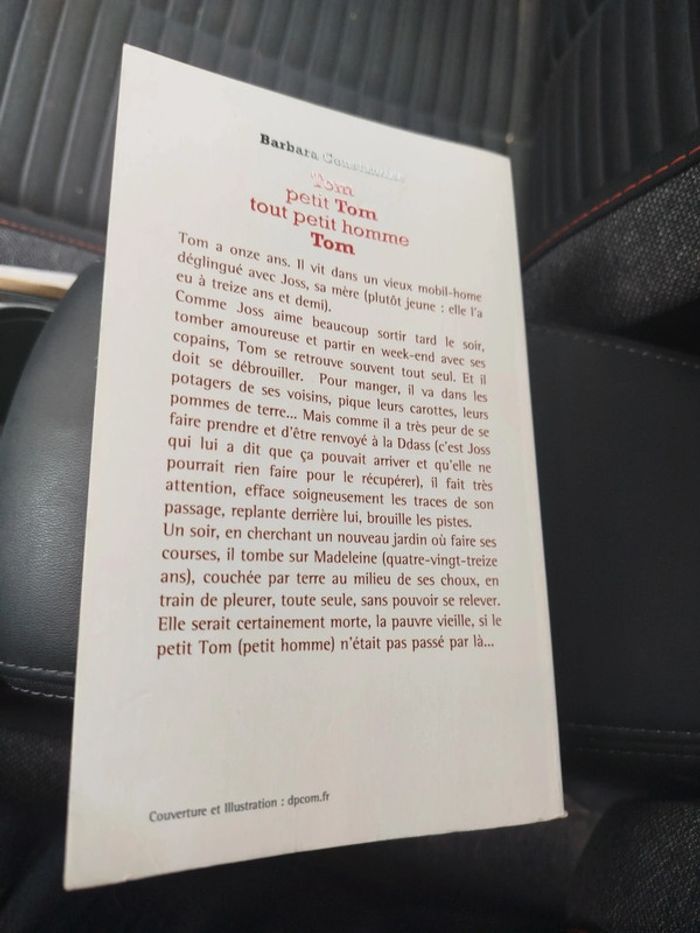 Barbara Constantine
Tom
petit Tom
tout petit homme
Tom
Tom a onze ans. Il vit dans un vieux mobil-home
déglingué avec Joss, sa mère (plutôt jeune : elle l'a
eu à treize ans et demi).
Comme Joss aime beaucoup sortir tard le soir,
tomber amoureuse et partir en week-end avec ses
copains, Tom se retrouve souvent tout seul. Et il
doit se débrouiller. Pour manger, il va dans les
potagers de ses voisins, pique leurs carottes, leurs
pommes de terre... Mais comme il a très peur de se
faire prendre et d'être renvoyé à la Ddass (c'est Joss
qui lui a dit que ça pouvait arriver et qu'elle ne
pourrait rien faire pour le récupérer), il fait très
attention, efface soigneusement les traces de son
passage, replante derrière lui, brouille les pistes.
Un soir, en cherchant un nouveau jardin où faire ses
courses, il tombe sur Madeleine (quatre-vingt-treize
ans), couchée par terre au milieu de ses choux, en
train de pleurer, toute seule, sans pouvoir se relever.
Elle serait certainement morte, la pauvre vieille, si le
petit Tom (petit homme) n'était pas passé par là...
Couverture et Illustration : dpcom.fr